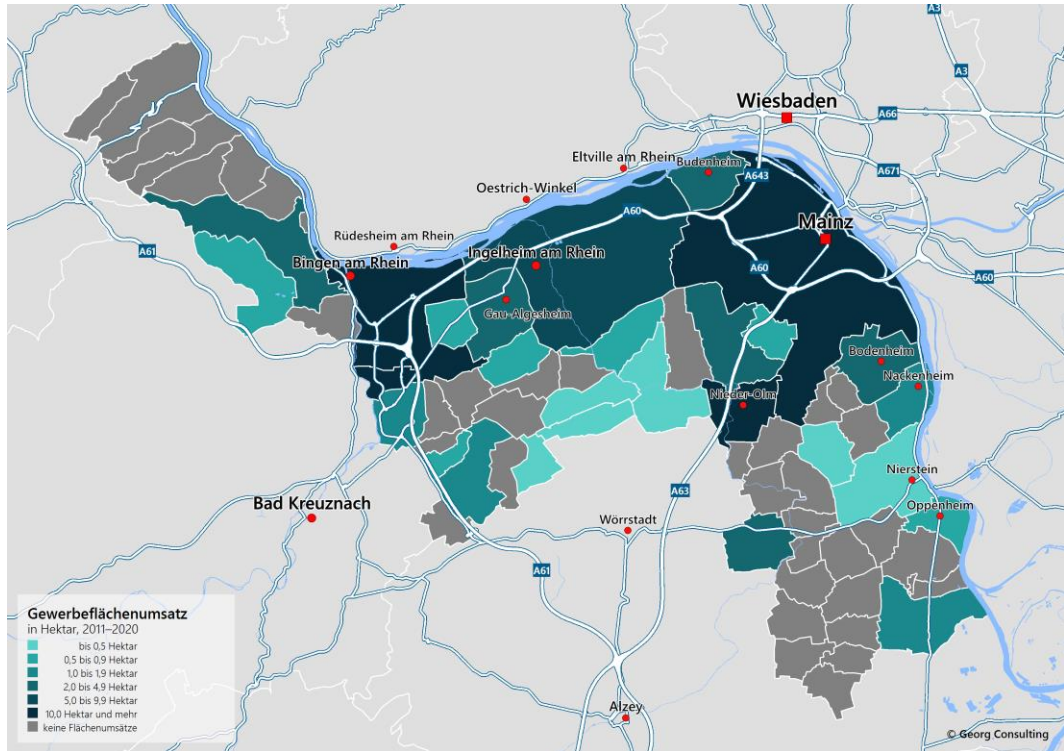 A3
A3
Wiesbaden
A66
Eltville am Rhein
Budenheim
A643
A671
Oestrich-Winkel
A60
Mainz
Rüdesheim am Rhein
A61
Ingelheim am Rhein
Bingen am Rhein
A60
A60
Gau-Algesheim
Bodenheim
Nackenheim
Nieder-Olm
Nierstein
A63
Bad Kreuznach
Oppenheim
Wörrstadt
A61
Gewerbeflächenumsatz
in Hektar, 2011–2020
bis 0,5 Hektar
0,5 bis 0,9 Hektar
1,0 bis 1,9 Hektar
2,0 bis 4,9 Hektar
5,0 bis 9,9 Hektar
10,0 Hektar und mehr
keine Flächenumsätze
Alzey
© Georg Consulting